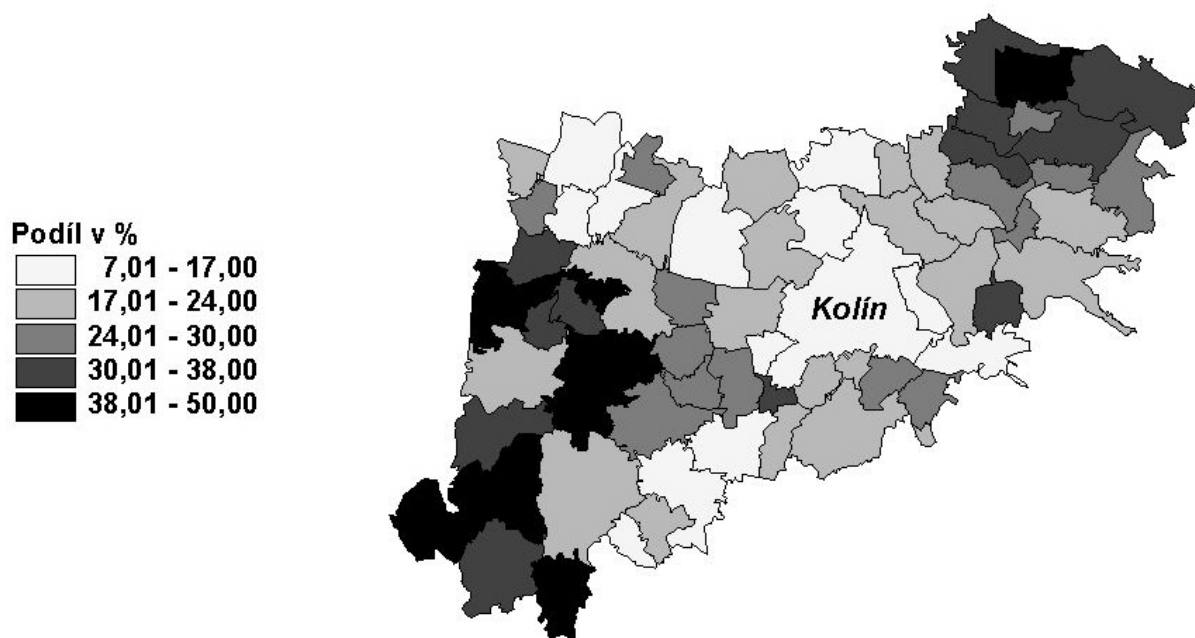 Podíl v %
7,01 - 17,00
17,01 - 24,00
24,01 - 30,00
30,01 - 38,00
38,01 - 50,00
Kolín